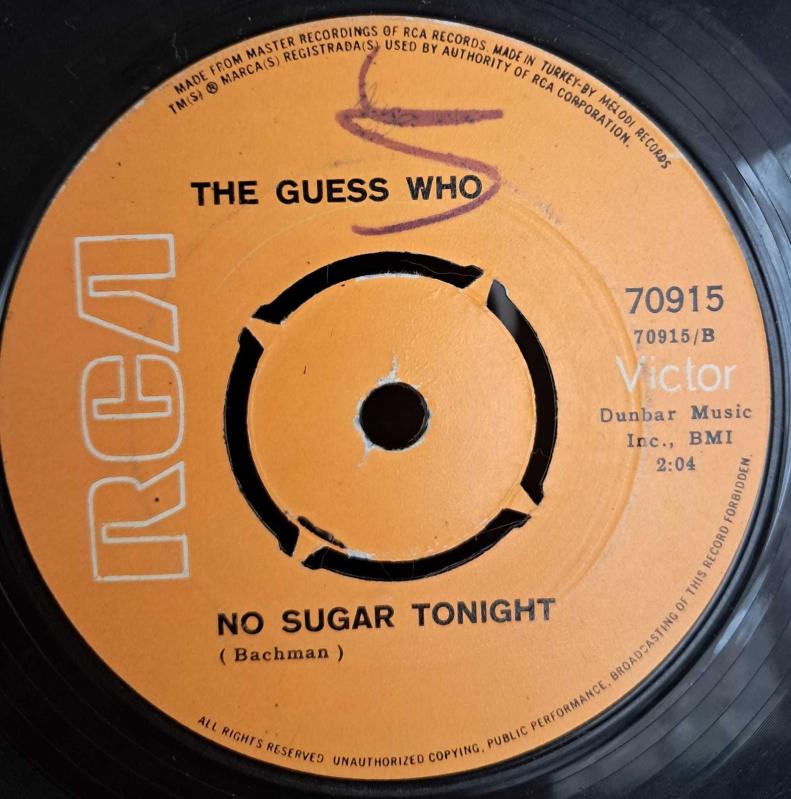 MADE FROM MASTER RECORDINGS OF RCA RECORDS, MADE IN TURKEY-BY MELODI RECORDS
TM(S) ® MARCA(S) REGISTRADA(S) USED BY AUTHORITY OF RCA CORPORATION.
THE GUESS WHO
RCA
70915
70915/B
Victor
Dunbar Music
Inc., BMI
2:04
NO SUGAR TONIGHT
( Bachman )
ALL RIGHTS RESERVED UNAUTHORIZED COPYING, PUBLIC PERFORMANCE, BROADCASTING OF THIS RECORD FORBIDDEN.